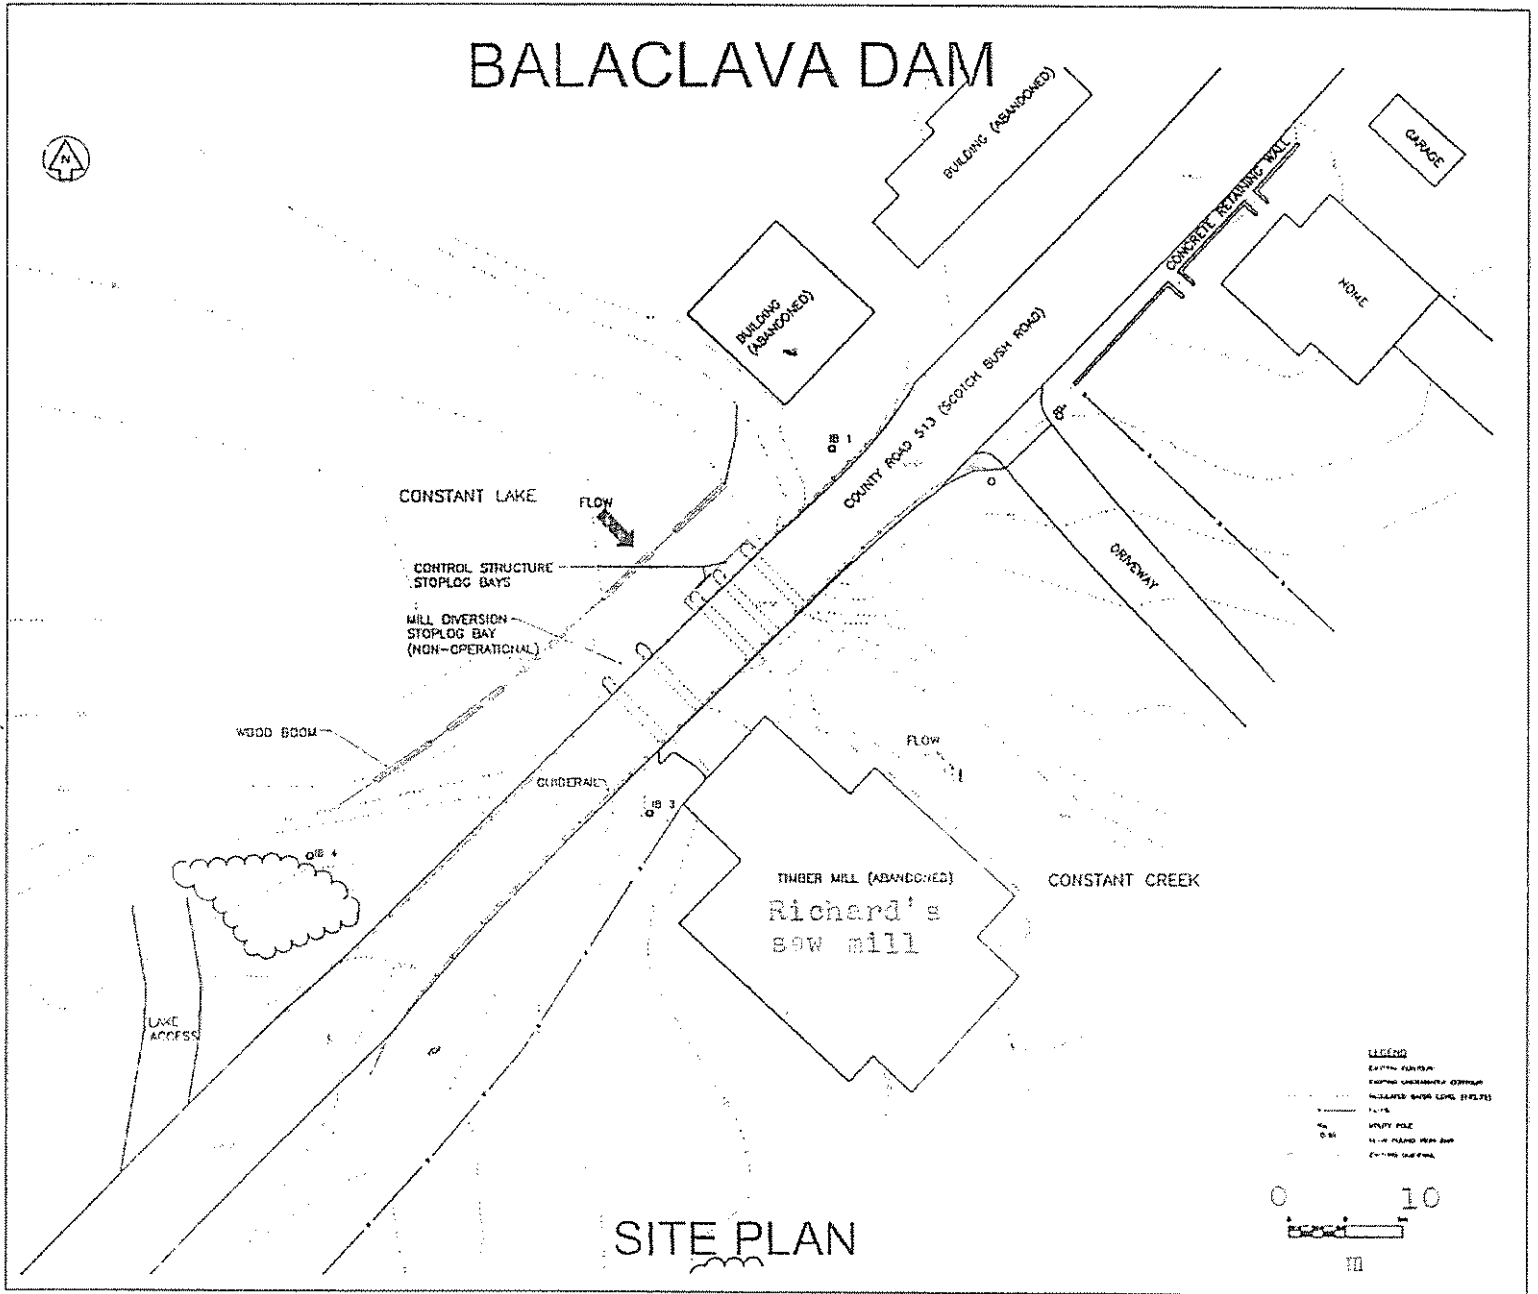 BALACLAVA DAM
N
BUILDING (ABANDONED)
GARAGE
CONCRETE RETAINING WALL
HOME
BUILDING
(ABANDONED)
COUNTY ROAD 513 (SCOTCH BUSH ROAD)
IB 1
CONSTANT LAKE
FLOW
CONTROL STRUCTURE
STOPLOG BAYS
DRIVEWAY
MILL DIVERSION
STOPLOG BAY
(NON-OPERATIONAL)
WOOD BOOM
FLOW
GUIDERAIL
IB 3
IB 4
TIMBER MILL (ABANDONED)
CONSTANT CREEK
Richard's
saw mill
LAKE
ACCESS
LEGEND
UTILITY POLE
0 10
m
SITE PLAN